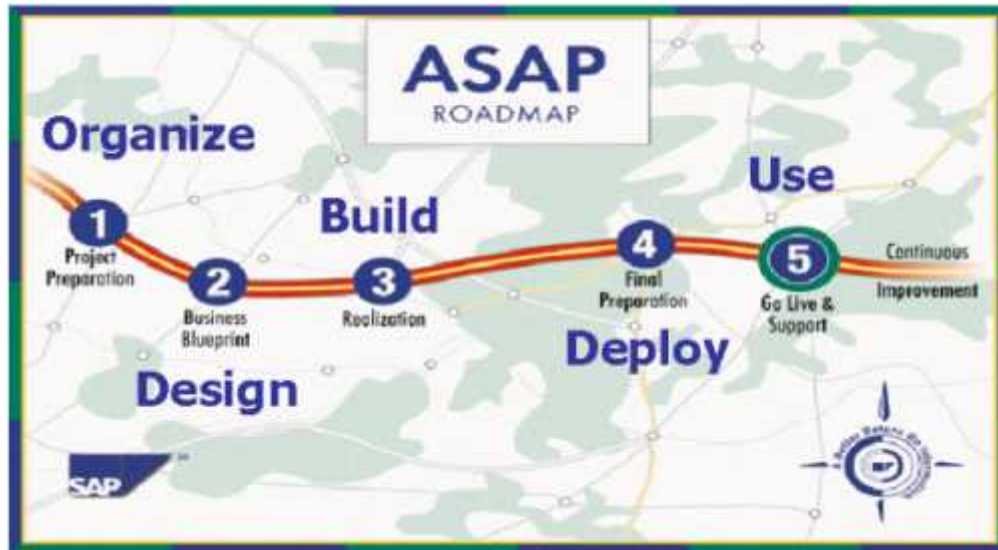 ASAP
ROADMAP
Organize
Use
Build
1
Project
Preparation
2
Business
Blueprint
3
Realization
4
Final
Preparation
5
Go Live &
Support
Continuous
Improvement
Design
Deploy
SAP